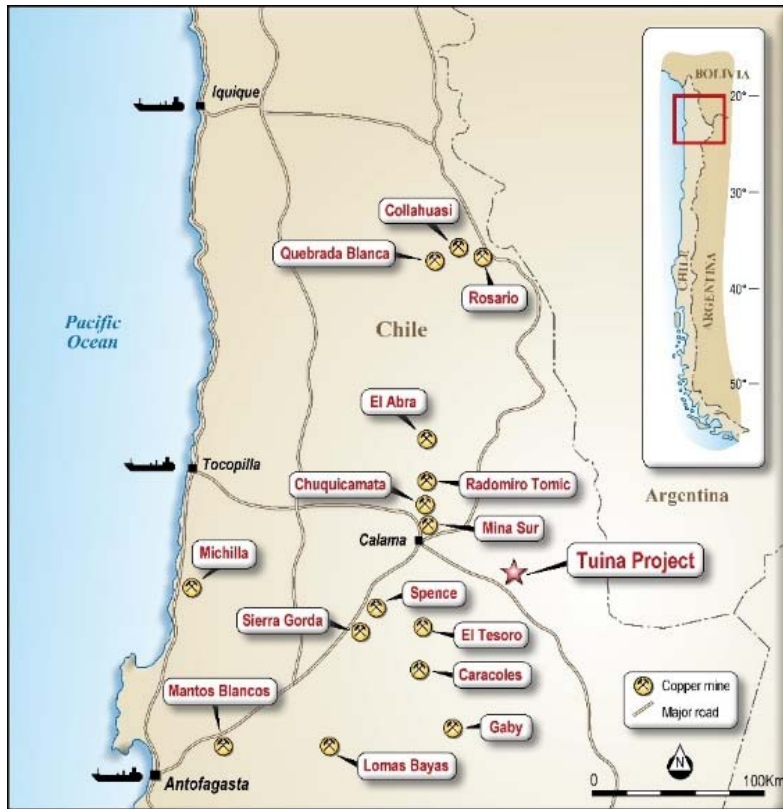 Iquique
BOLIVIA
20°
30°
CHILE
ARGENTINA
40°
50°
Collahuasi
Quebrada Blanca
Rosario
Pacific
Ocean
Chile
El Abra
Tocopilla
Chuquicamata
Radomiro Tomic
Argentina
Mina Sur
Calama
Michilla
Tuina Project
Spence
Sierra Gorda
El Tesoro
Caracoles
Mantos Blancos
Gaby
Lomas Bayas
Antofagasta
Copper mine
Major road
N
0 100Km